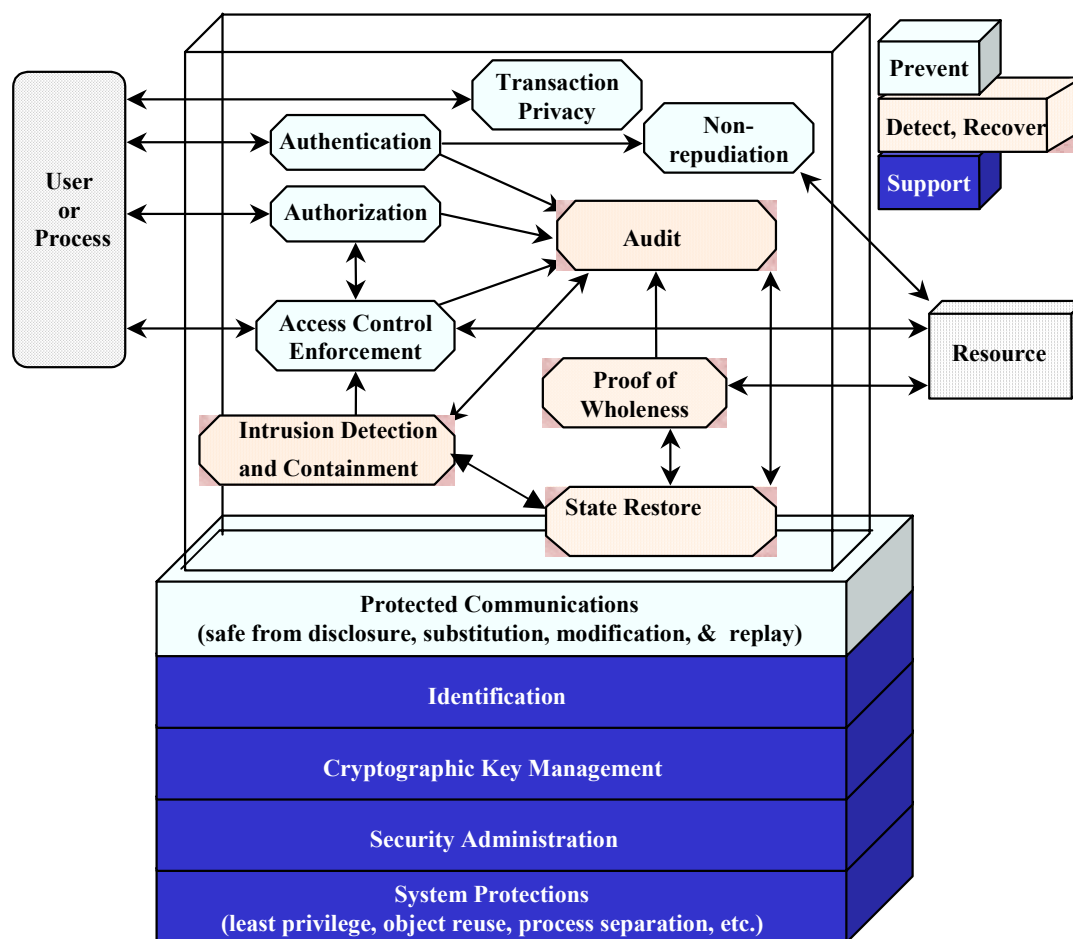 Prevent
Detect, Recover
Support
User
or
Process
Transaction
Privacy
Authentication
Non-
repudiation
Authorization
Audit
Access Control
Enforcement
Resource
Proof of
Wholeness
Intrusion Detection
and Containment
State Restore
Protected Communications
(safe from disclosure, substitution, modification, & replay)
Identification
Cryptographic Key Management
Security Administration
System Protections
(least privilege, object reuse, process separation, etc.)